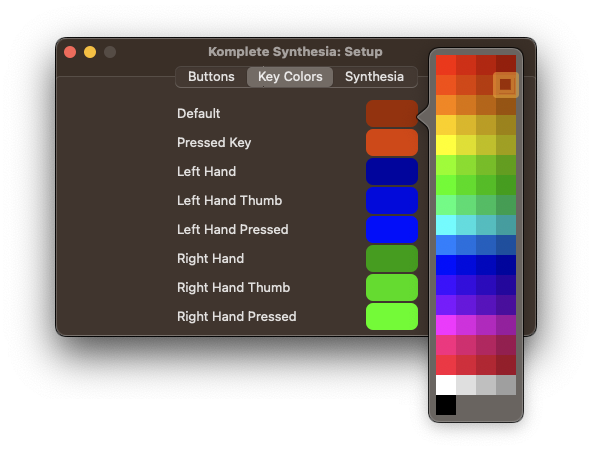 Komplete Synthesia: Setup
Buttons Key Colors Synthesia
Default
Pressed Key
Left Hand
Left Hand Thumb
Left Hand Pressed
Right Hand
Right Hand Thumb
Right Hand Pressed